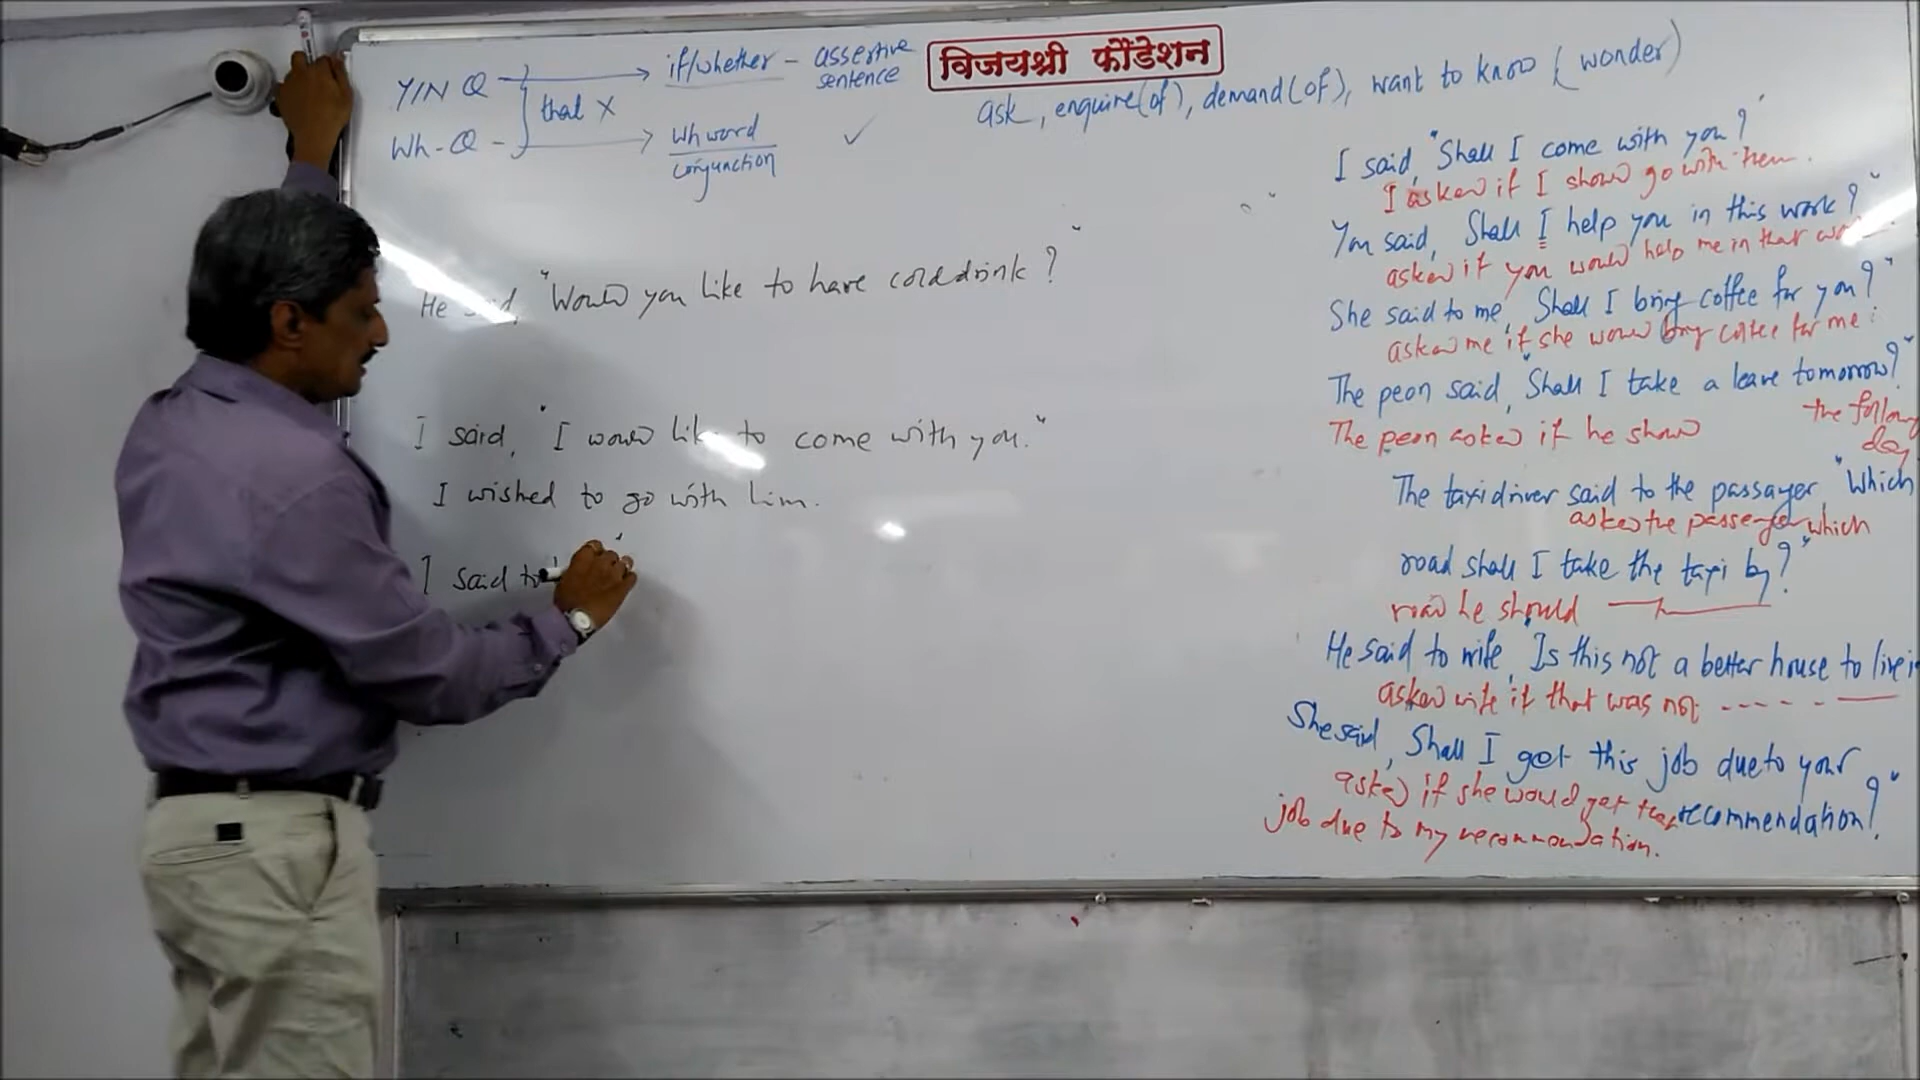 Y/N Q → if/whether - assertive sentence
that X
Wh-Q - → Wh word / conjunction ✓
विजयश्री फौंडेशन
ask, enquire(of), demand(of), want to know (wonder)
He said, "Would you like to have cold drink?"
I said, "I would like to come with you."
I wished to go with him.
I said to
I said, "Shall I come with you?"
I asked if I should go with them.
You said, Shall I help you in this work?"
asked if you would help me in that
She said to me, Shall I bring coffee for you?"
asked me if she would bring coffee for me.
The peon said, "Shall I take a leave tomorrow?"
The peon asked if he should the following day
The taxi driver said to the passayer, "Which
asked the passenger which
road shall I take the taxi by?"
road he should
He said to wife, Is this not a better house to live
asked wife if that was not -----
She said, Shall I get this job due to your
asked if she would get that recommendation?"
job due to my recommendation.